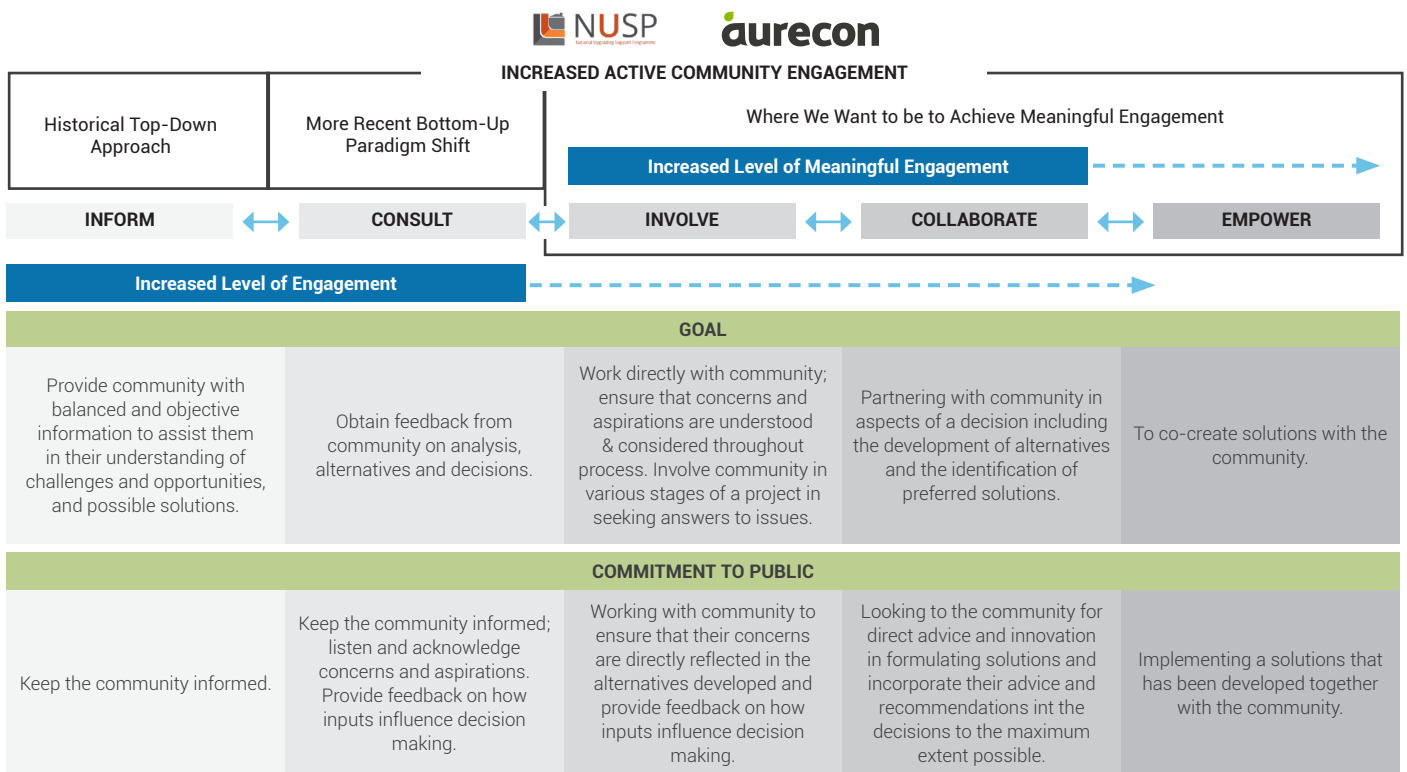 NUSP
National Upgrading Support Programme
aurecon
INCREASED ACTIVE COMMUNITY ENGAGEMENT
Historical Top-Down
Approach
More Recent Bottom-Up
Paradigm Shift
Where We Want to be to Achieve Meaningful Engagement
Increased Level of Meaningful Engagement
INFORM
CONSULT
INVOLVE
COLLABORATE
EMPOWER
Increased Level of Engagement
GOAL
Provide community with
balanced and objective
information to assist them
in their understanding of
challenges and opportunities,
and possible solutions.
Obtain feedback from
community on analysis,
alternatives and decisions.
Work directly with community;
ensure that concerns and
aspirations are understood
& considered throughout
process. Involve community in
various stages of a project in
seeking answers to issues.
Partnering with community in
aspects of a decision including
the development of alternatives
and the identification of
preferred solutions.
To co-create solutions with the
community.
COMMITMENT TO PUBLIC
Keep the community informed.
Keep the community informed;
listen and acknowledge
concerns and aspirations.
Provide feedback on how
inputs influence decision
making.
Working with community to
ensure that their concerns
are directly reflected in the
alternatives developed and
provide feedback on how
inputs influence decision
making.
Looking to the community for
direct advice and innovation
in formulating solutions and
incorporate their advice and
recommendations int the
decisions to the maximum
extent possible.
Implementing a solutions that
has been developed together
with the community.